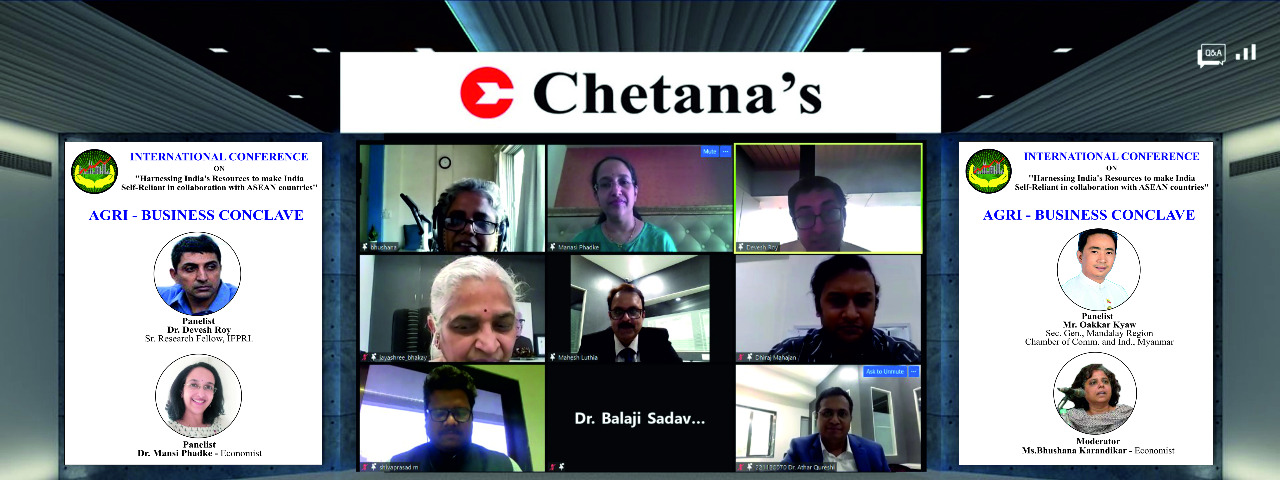 Q&A
Chetana's
INTERNATIONAL CONFERENCE
ON
"Harnessing India's Resources to make India
Self-Reliant in collaboration with ASEAN countries"
AGRI - BUSINESS CONCLAVE
Panelist
Dr. Devesh Roy
Sr. Research Fellow, IFPRI.
Panelist
Dr. Mansi Phadke - Economist
bhushana
Mute
Manasi Phadke
Devesh Roy
jayashree_bhakay
Mahesh Luthia
Dhiraj Mahajan
shivaprasad m
Dr. Balaji Sadav...
Ask to Unmute
Dr. Athar Qureshi
INTERNATIONAL CONFERENCE
ON
"Harnessing India's Resources to make India
Self-Reliant in collaboration with ASEAN countries"
AGRI - BUSINESS CONCLAVE
Punelist
Mr. Oakkar Kyaw
Sec. Gen., Mandalay Region
Chamber of Comm. and Ind., Myanmar
Moderator
Ms.Bhushana Karandikar - Economist